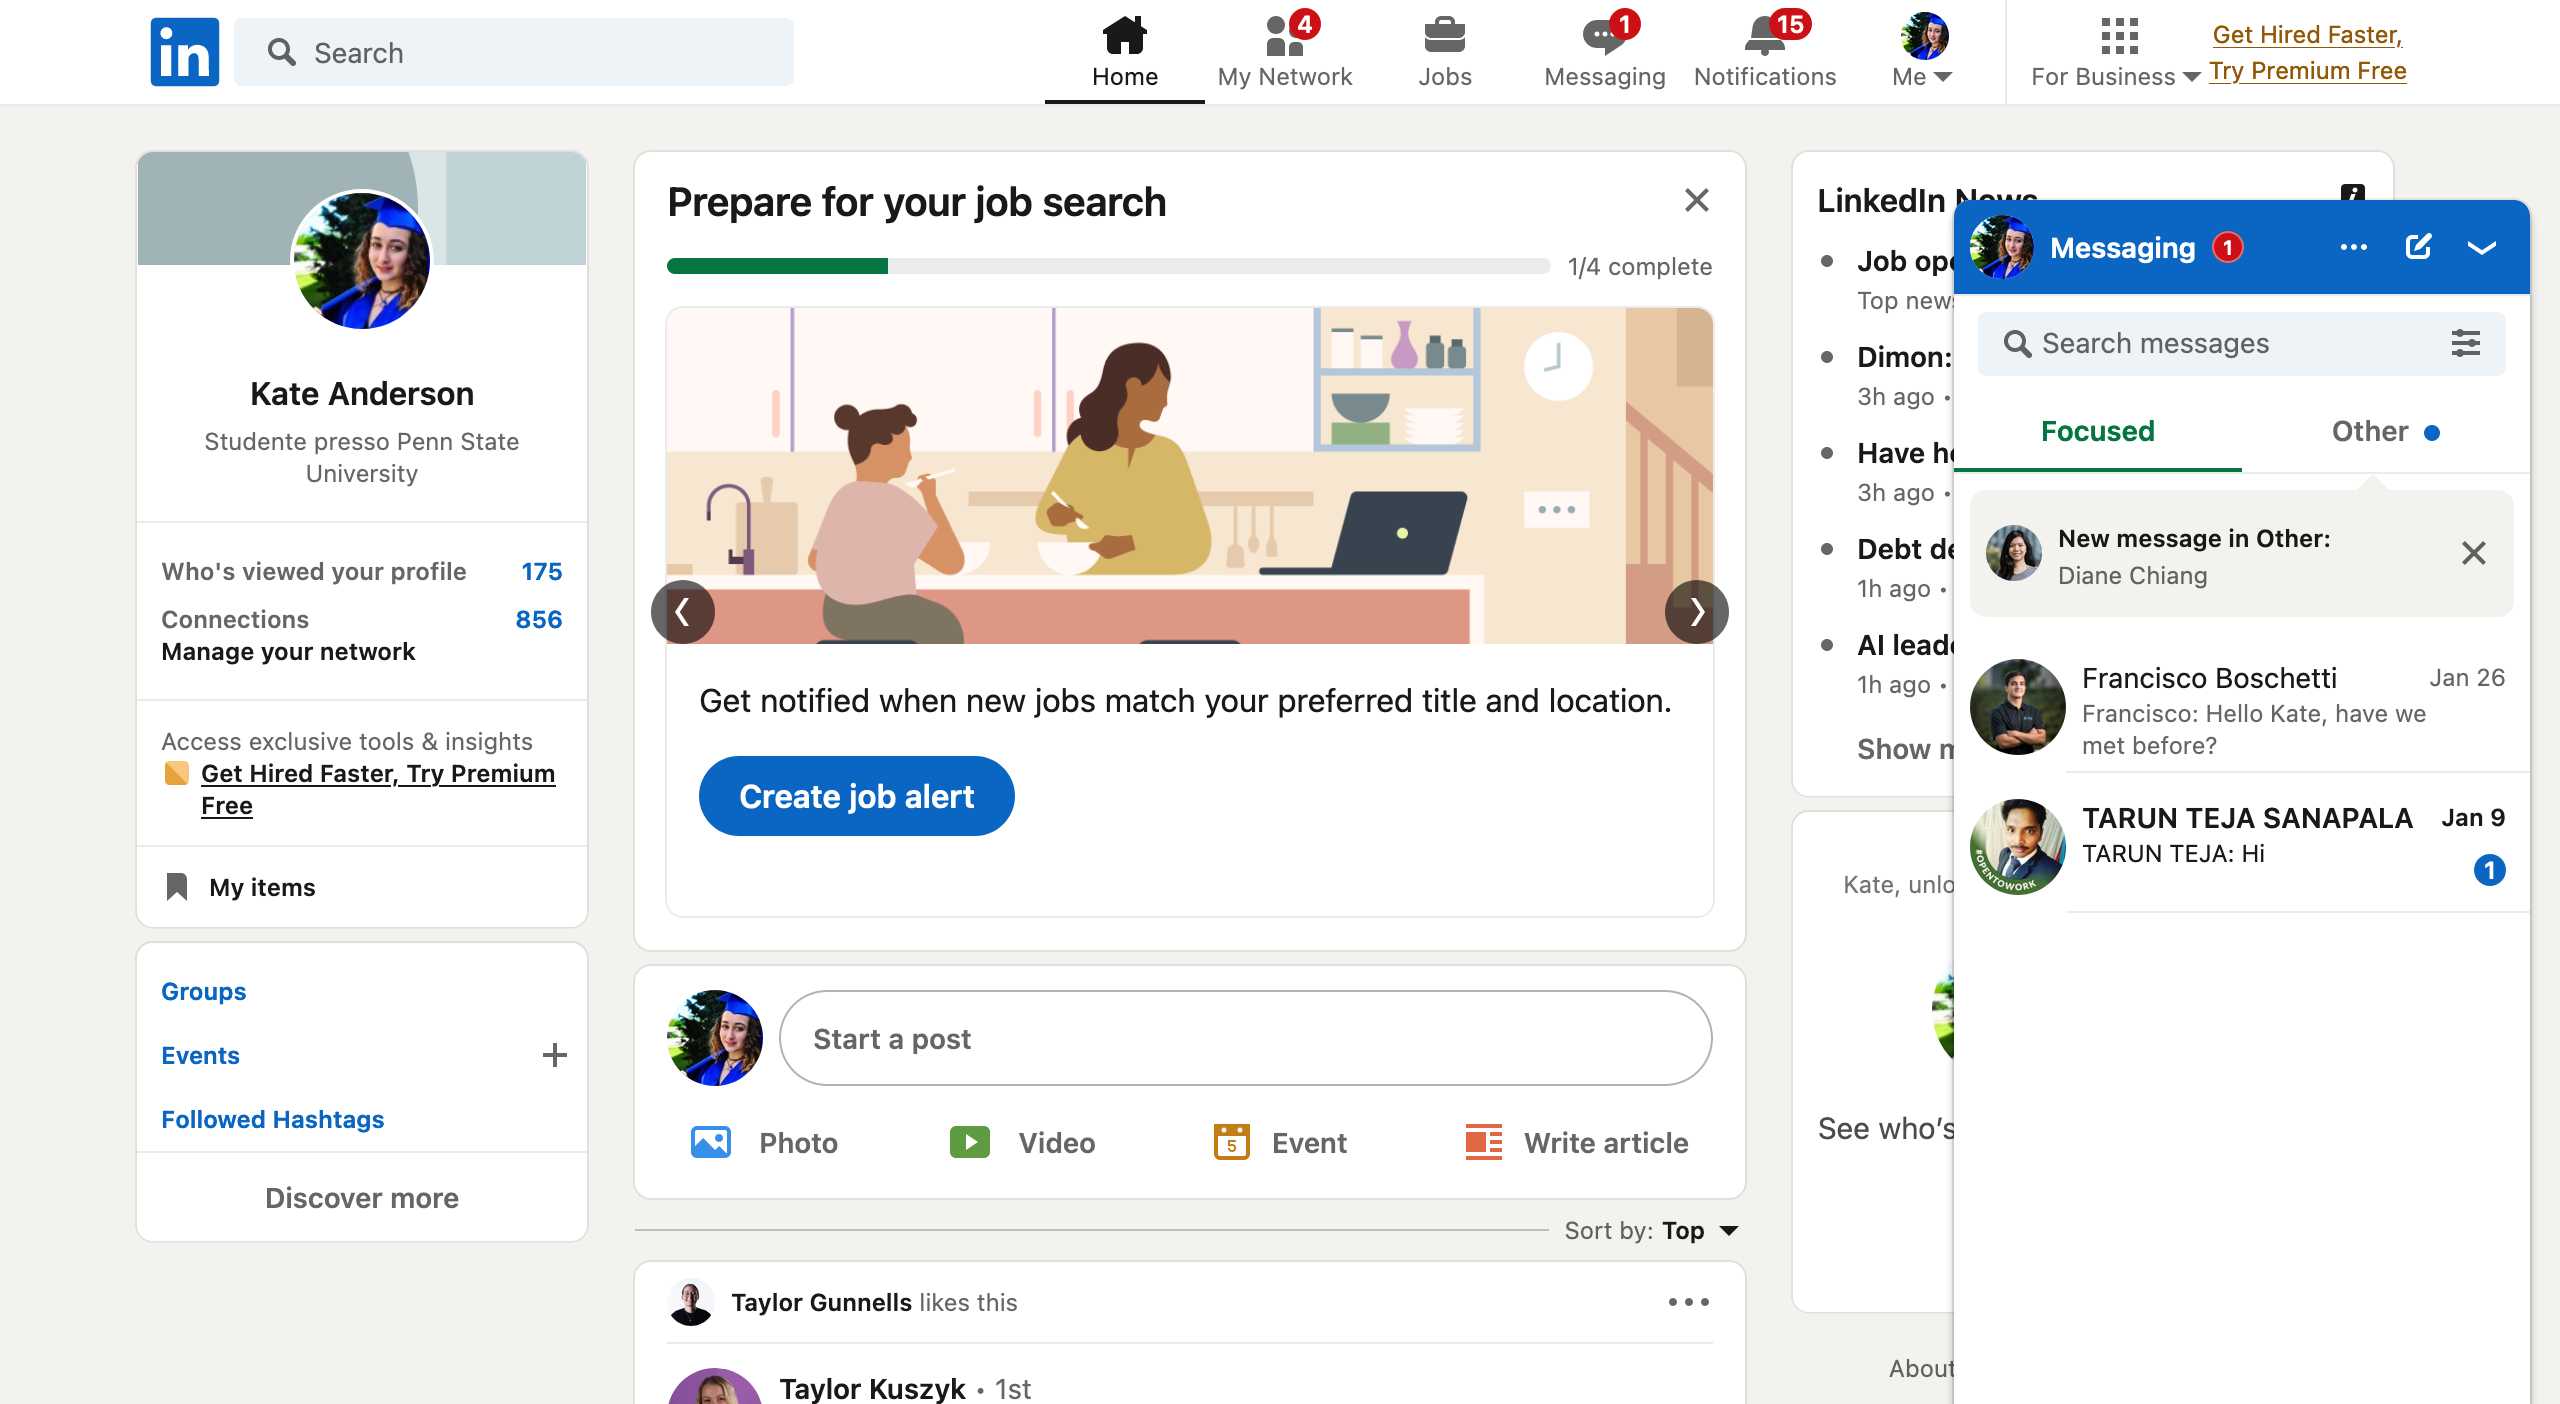 in
Search
Home
4
My Network
Jobs
1
Messaging
15
Notifications
Me
For Business
Get Hired Faster,
Try Premium Free
Kate Anderson
Studente presso Penn State
University
Who's viewed your profile 175
Connections 856
Manage your network
Access exclusive tools & insights
Get Hired Faster, Try Premium
Free
My items
Groups
Events
Followed Hashtags
Discover more
Prepare for your job search
1/4 complete
Get notified when new jobs match your preferred title and location.
Create job alert
Start a post
Photo
Video
5
Event
Write article
Sort by: Top
Taylor Gunnells likes this
Taylor Kuszyk • 1st
LinkedIn News
Job
Top
Dimon:
3h ago •
Have
3h ago •
Debt
1h ago •
AI
1h ago •
Show
Kate,
See who's
About
Messaging 1
Search messages
Focused
Other
New message in Other:
Diane Chiang
Francisco Boschetti Jan 26
Francisco: Hello Kate, have we
met before?
#OPENTOWORK
TARUN TEJA SANAPALA Jan 9
TARUN TEJA: Hi
1